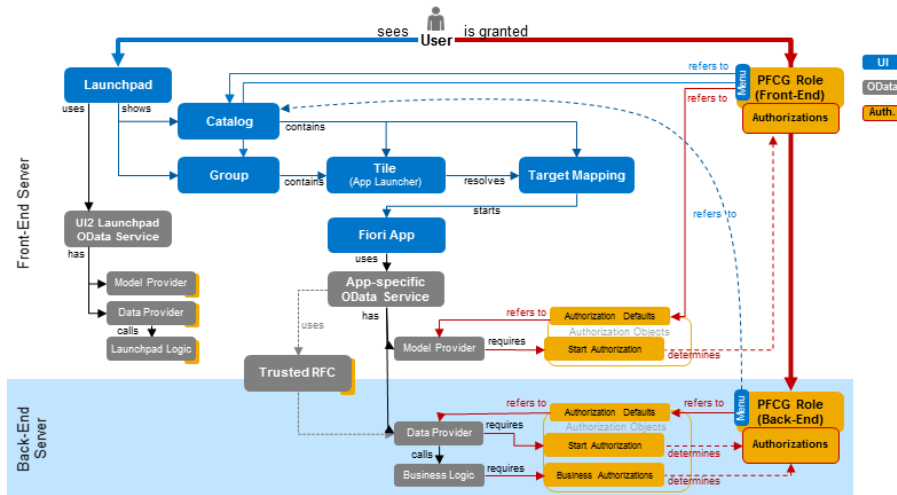 sees
User
is granted
Launchpad
refers to
Menu
PFCG Role
(Front-End)
Authorizations
UI
OData
Auth.
uses
shows
refers to
Catalog
contains
Group
contains
Tile
(App Launcher)
resolves
Target Mapping
Front-End Server
starts
refers to
UI2 Launchpad
OData Service
Fiori App
has
uses
Model Provider
App-specific
OData Service
Data Provider
uses
has
refers to
Authorization Defaults
Authorization Objects
calls
Launchpad Logic
Model Provider
requires
Start Authorization
determines
Trusted RFC
Back-End
Server
refers to
Authorization Defaults
refers to
Menu
PFCG Role
(Back-End)
Authorizations
Data Provider
requires
Authorization Objects
Start Authorization
determines
calls
Business Logic
requires
Business Authorizations
determines